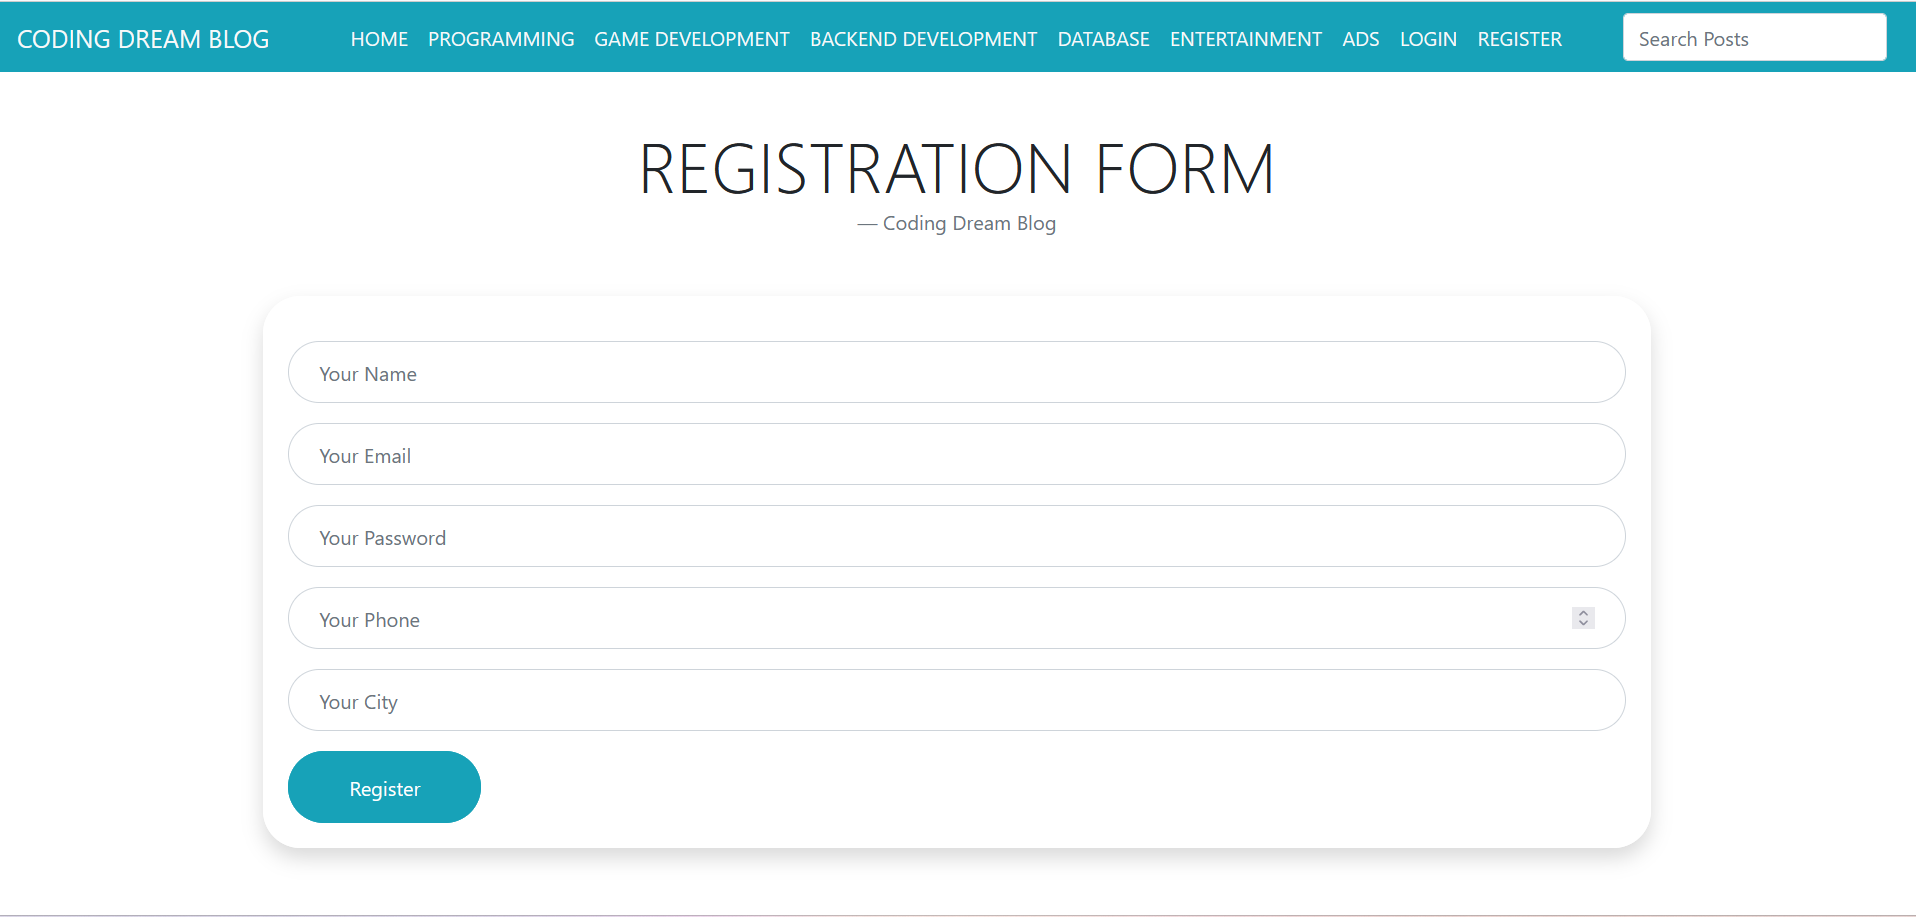 CODING DREAM BLOG HOME PROGRAMMING GAME DEVELOPMENT BACKEND DEVELOPMENT DATABASE ENTERTAINMENT ADS LOGIN REGISTER Search Posts
REGISTRATION FORM
— Coding Dream Blog
Your Name
Your Email
Your Password
Your Phone
Your City
Register